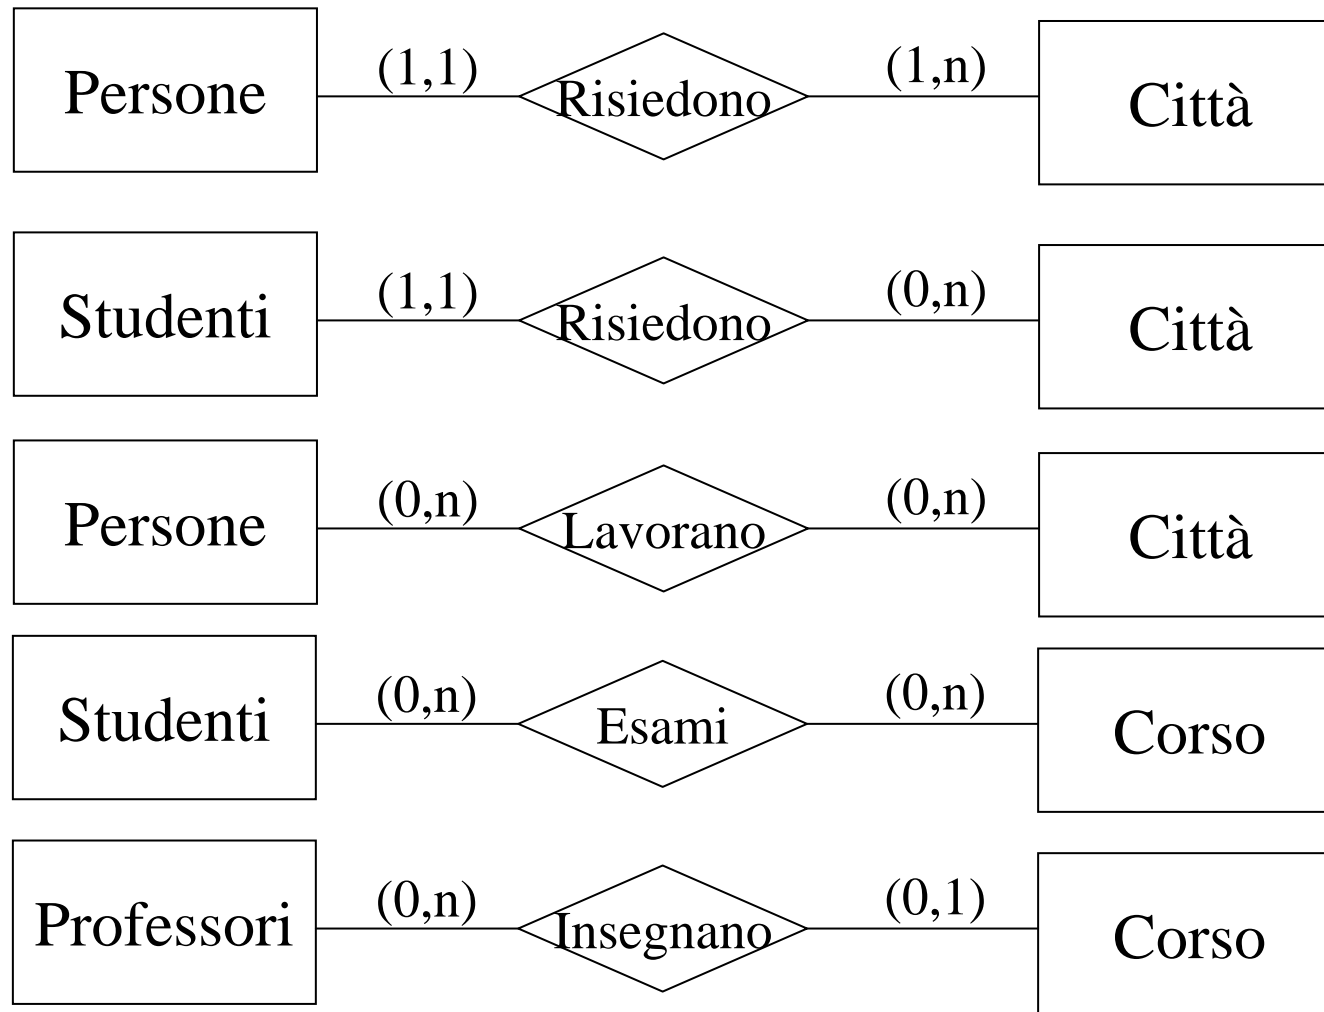 Persone (1,1) Risiedono (1,n) Città
Studenti (1,1) Risiedono (0,n) Città
Persone (0,n) Lavorano (0,n) Città
Studenti (0,n) Esami (0,n) Corso
Professori (0,n) Insegnano (0,1) Corso